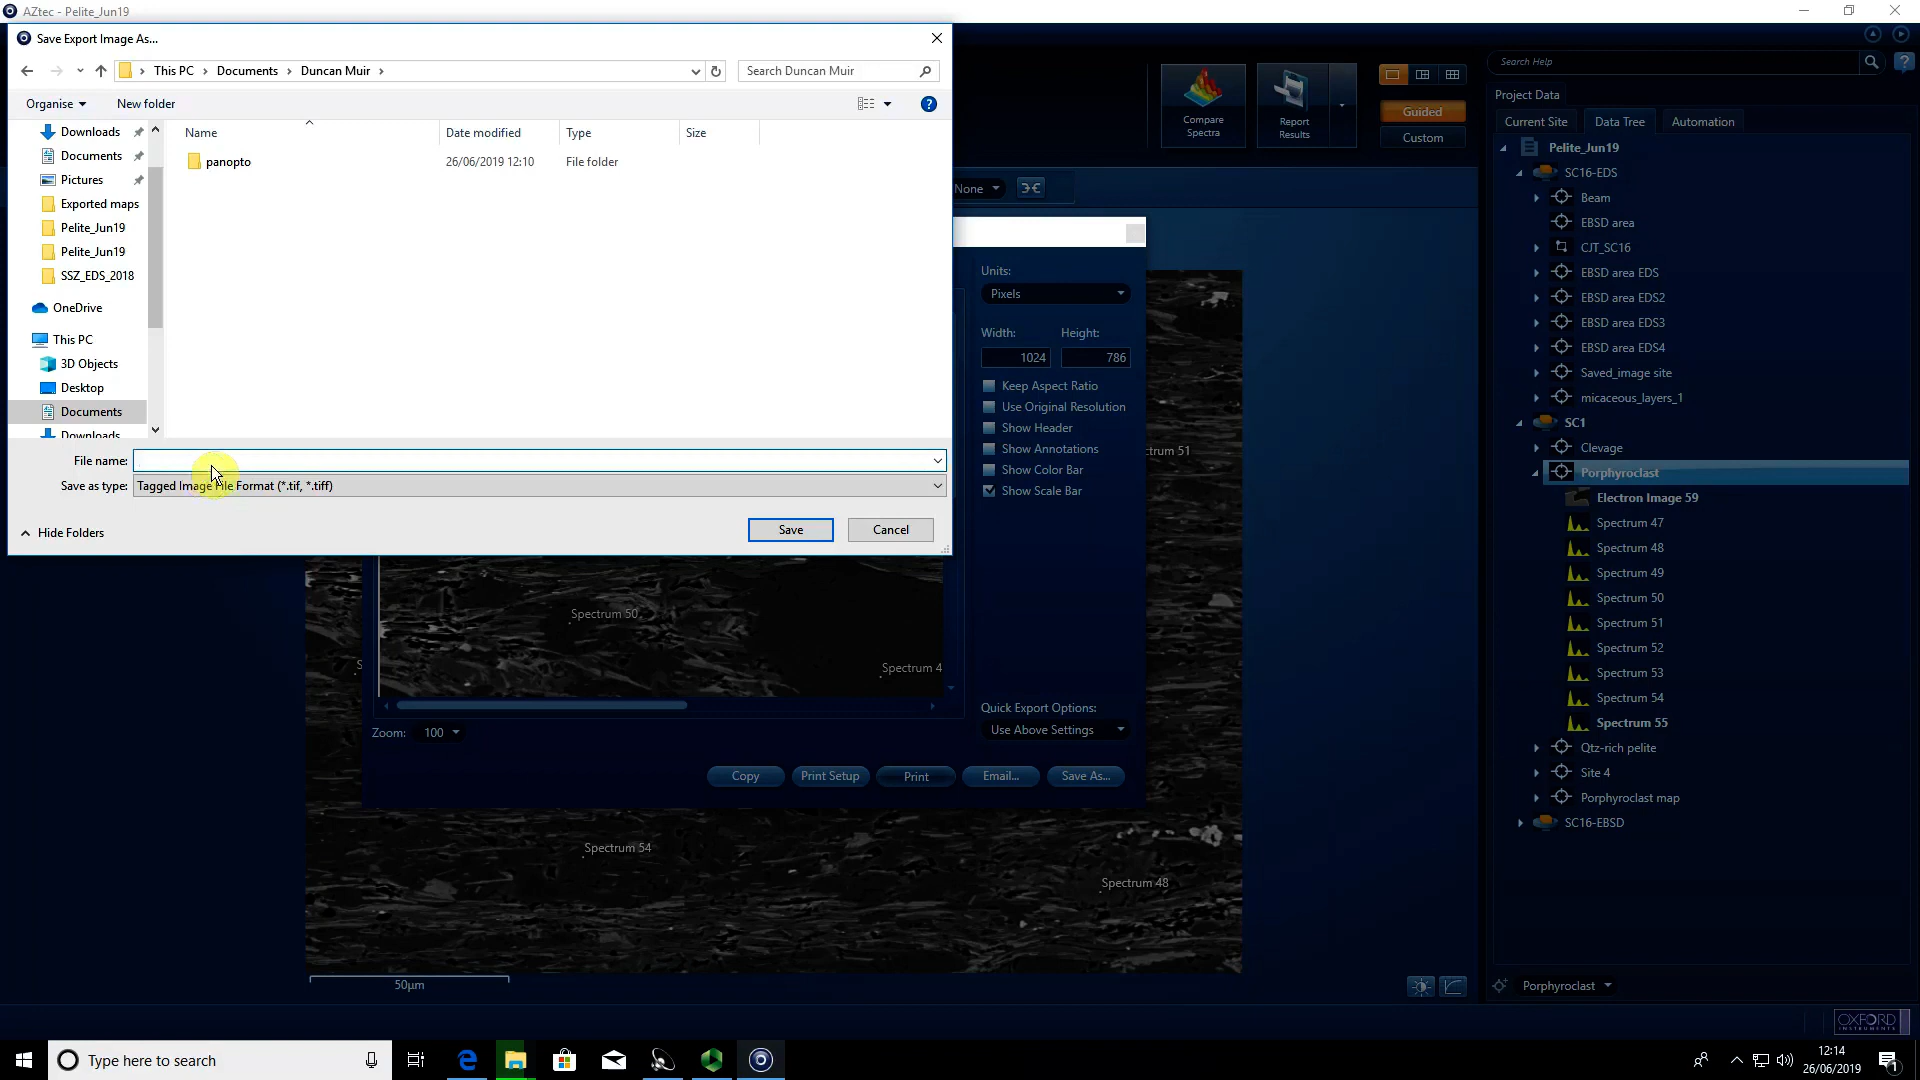 AZtec - Pelite_Jun19
Save Export Image As...
This PC > Documents > Duncan Muir >
Search Duncan Muir
Organise
New folder
Name
Date modified
Type
Size
panopto
26/06/2019 12:10
File folder
Downloads
Documents
Pictures
Exported maps
Pelite_Jun19
Pelite_Jun19
SSZ_EDS_2018
OneDrive
This PC
3D Objects
Desktop
Documents
Downloads
File name:
Save as type: Tagged Image File Format (*.tif, *.tiff)
Hide Folders
Save
Cancel
Compare
Spectra
Report
Results
Guided
Custom
None
Units:
Pixels
Width:
Height:
1024
786
Keep Aspect Ratio
Use Original Resolution
Show Header
Show Annotations
Show Color Bar
Show Scale Bar
Quick Export Options:
Use Above Settings
Zoom: 100
Copy
Print Setup
Print
Email...
Save As...
trum 51
Spectrum 50
Spectrum 4
S
Spectrum 54
Spectrum 48
50µm
Search Help
Project Data
Current Site
Data Tree
Automation
Pelite_Jun19
SC16-EDS
Beam
EBSD area
CJT_SC16
EBSD area EDS
EBSD area EDS2
EBSD area EDS3
EBSD area EDS4
Saved_image site
micaceous_layers_1
SC1
Clevage
Porphyroclast
Electron Image 59
Spectrum 47
Spectrum 48
Spectrum 49
Spectrum 50
Spectrum 51
Spectrum 52
Spectrum 53
Spectrum 54
Spectrum 55
Qtz-rich pelite
Site 4
Porphyroclast map
SC16-EBSD
Porphyroclast
OXFORD
INSTRUMENTS
Type here to search
12:14
26/06/2019
1